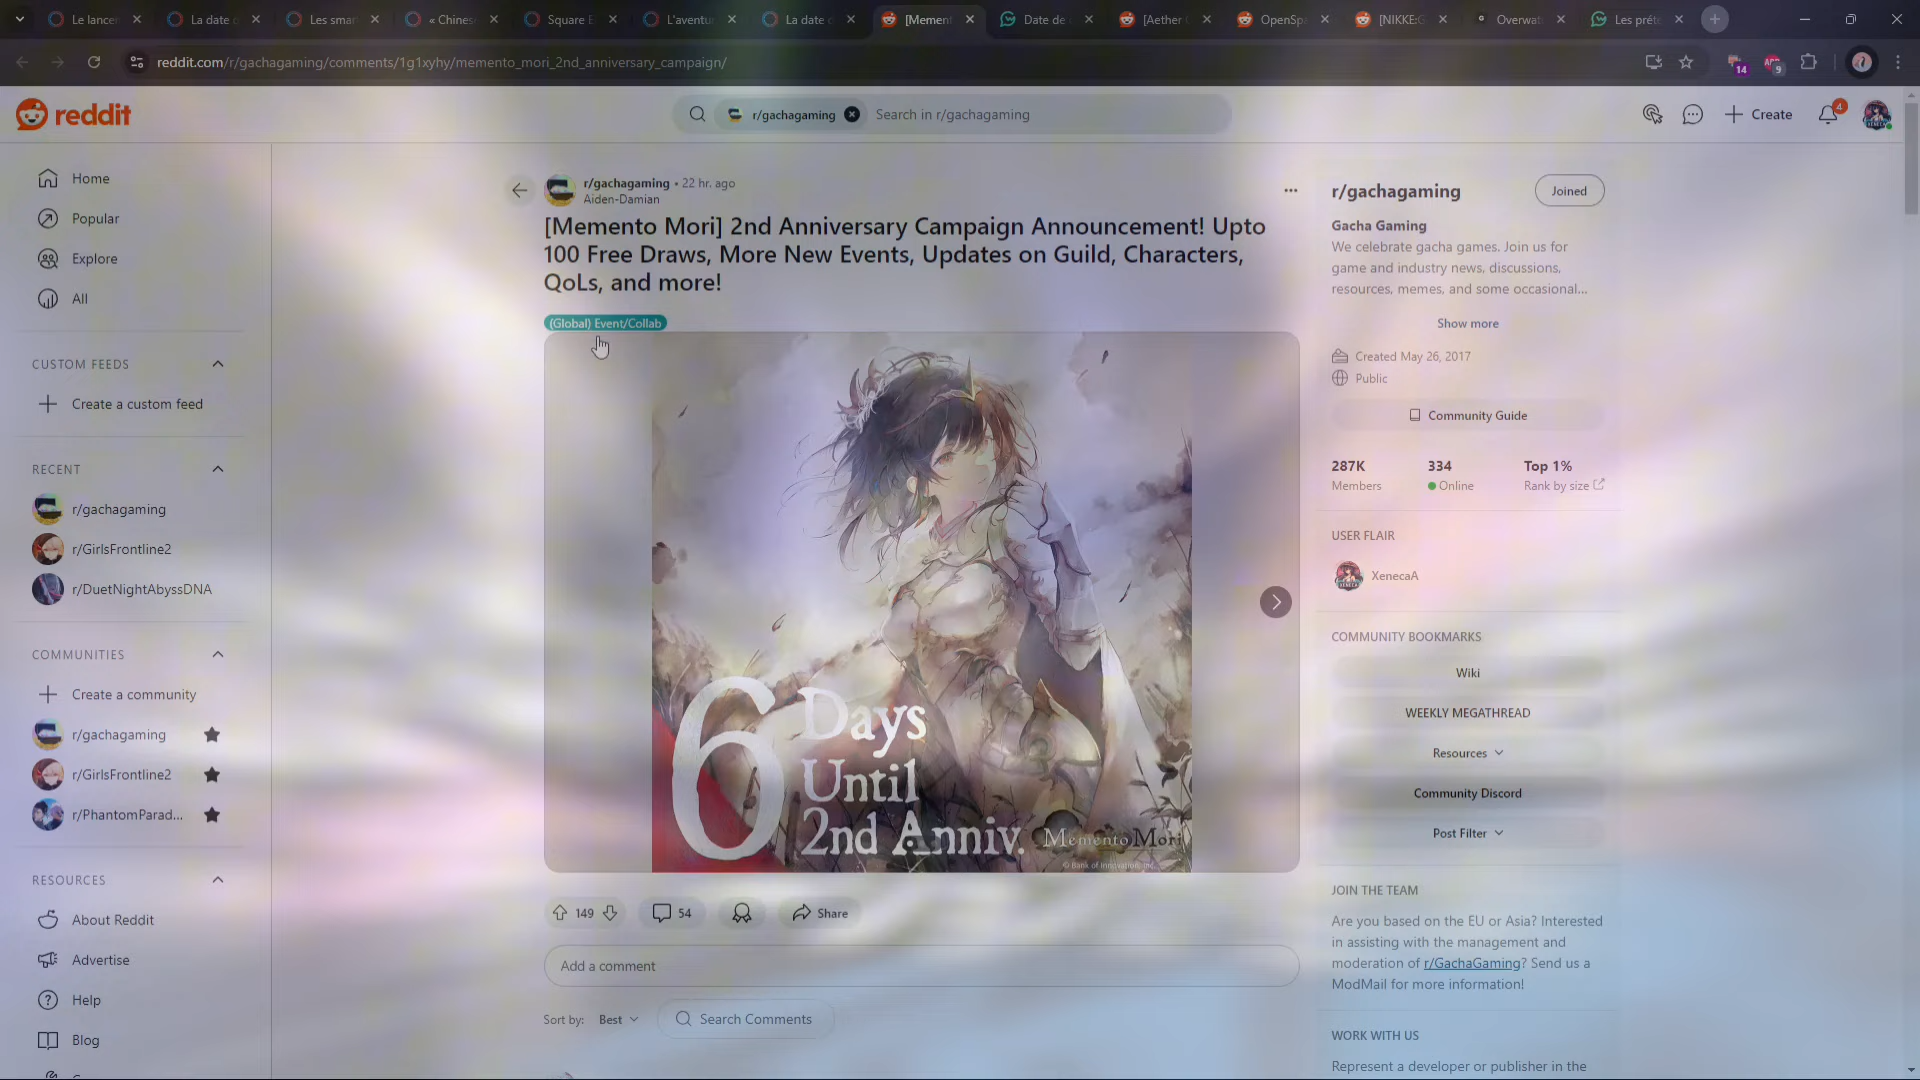 Le lancen
La date d
Les smar
« Chines
Square E
L'aventu
La date d
[Mement
Date de
[Aether
OpenSp
[NIKKE:G
Overwat
Les préte
reddit.com/r/gachagaming/comments/1g1xyhy/memento_mori_2nd_anniversary_campaign/
14
9
reddit
r/gachagaming
Search in r/gachagaming
Create
4
Home
Popular
Explore
All
CUSTOM FEEDS
Create a custom feed
RECENT
r/gachagaming
r/GirlsFrontline2
r/DuetNightAbyssDNA
COMMUNITIES
Create a community
r/gachagaming
r/GirlsFrontline2
r/PhantomParad...
RESOURCES
About Reddit
Advertise
Help
Blog
r/gachagaming • 22 hr. ago
Aiden-Damian
[Memento Mori] 2nd Anniversary Campaign Announcement! Upto
100 Free Draws, More New Events, Updates on Guild, Characters,
QoLs, and more!
(Global) Event/Collab
6 Days
Until
2nd Anniv.
Memento Mori
© Bank of Innovation, Inc.
149
54
Share
Add a comment
Sort by: Best
Search Comments
r/gachagaming
Joined
Gacha Gaming
We celebrate gacha games. Join us for
game and industry news, discussions,
resources, memes, and some occasional...
Show more
Created May 26, 2017
Public
Community Guide
287K 334 Top 1%
Members Online Rank by size
USER FLAIR
XenecaA
COMMUNITY BOOKMARKS
Wiki
WEEKLY MEGATHREAD
Resources
Community Discord
Post Filter
JOIN THE TEAM
Are you based on the EU or Asia? Interested
in assisting with the management and
moderation of r/GachaGaming? Send us a
ModMail for more information!
WORK WITH US
Represent a developer or publisher in the